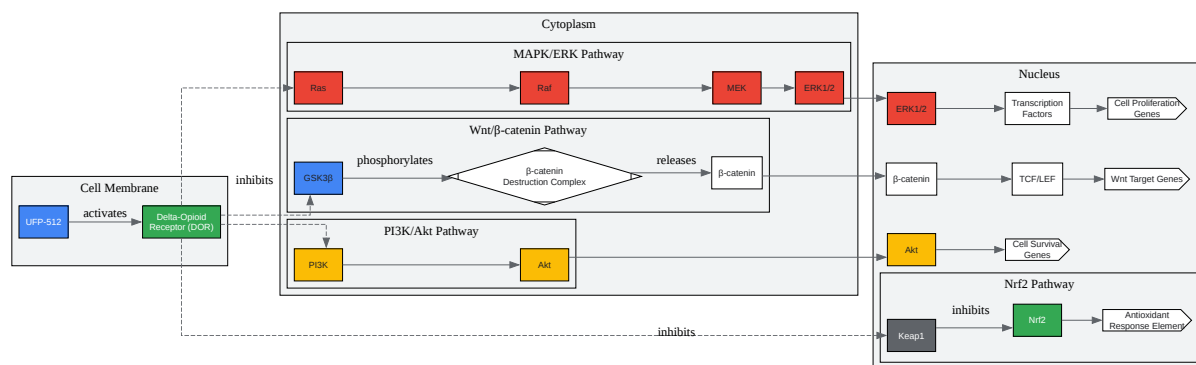 Cytoplasm
MAPK/ERK Pathway
Ras
Raf
MEK
ERK1/2
Wnt/β-catenin Pathway
GSK3β
phosphorylates
β-catenin
Destruction Complex
releases
β-catenin
PI3K/Akt Pathway
PI3K
Akt
Cell Membrane
UFP-512
activates
Delta-Opioid
Receptor (DOR)
inhibits
inhibits
Nucleus
ERK1/2
Transcription
Factors
Cell Proliferation
Genes
β-catenin
TCF/LEF
Wnt Target Genes
Akt
Cell Survival
Genes
Nrf2 Pathway
Keap1
inhibits
Nrf2
Antioxidant
Response Element